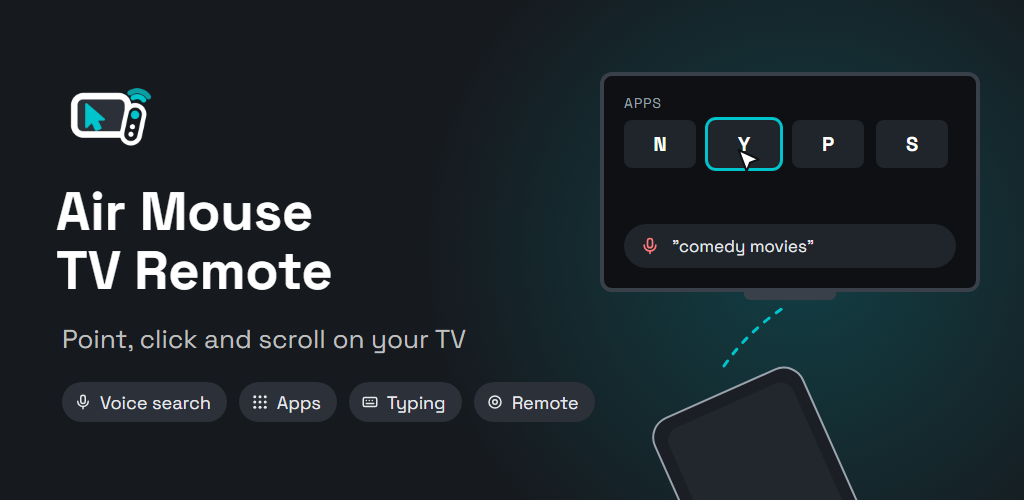 Air Mouse
TV Remote
Point, click and scroll on your TV
Voice search
Apps
Typing
Remote
APPS
N Y P S
"comedy movies"